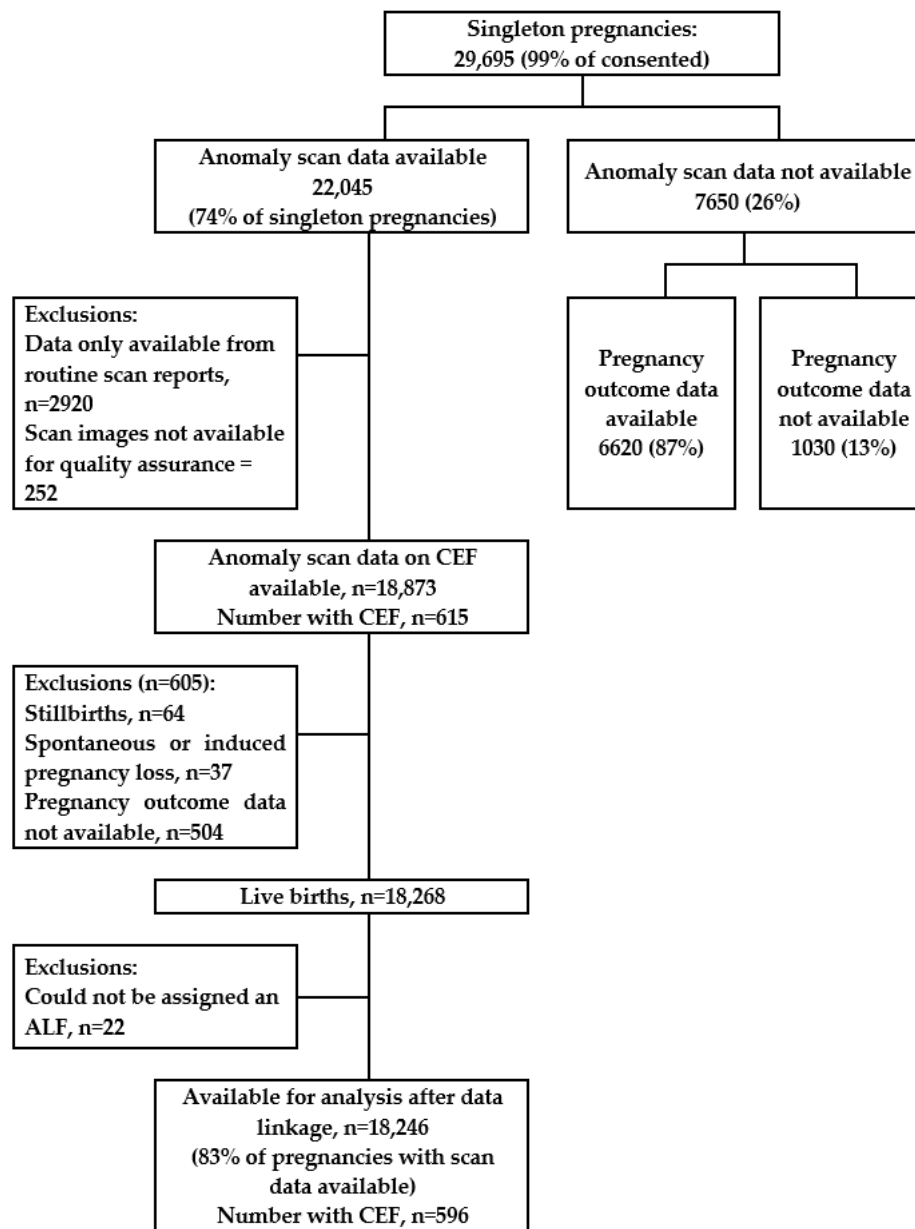 Singleton pregnancies:
29,695 (99% of consented)
Anomaly scan data available
22,045
(74% of singleton pregnancies)
Anomaly scan data not available
7650 (26%)
Exclusions:
Data only available from
routine scan reports,
n=2920
Scan images not available
for quality assurance =
252
Pregnancy
outcome data
available
6620 (87%)
Pregnancy
outcome data
not available
1030 (13%)
Anomaly scan data on CEF
available, n=18,873
Number with CEF, n=615
Exclusions (n=605):
Stillbirths, n=64
Spontaneous or induced
pregnancy loss, n=37
Pregnancy outcome data
not available, n=504
Live births, n=18,268
Exclusions:
Could not be assigned an
ALF, n=22
Available for analysis after data
linkage, n=18,246
(83% of pregnancies with scan
data available)
Number with CEF, n=596